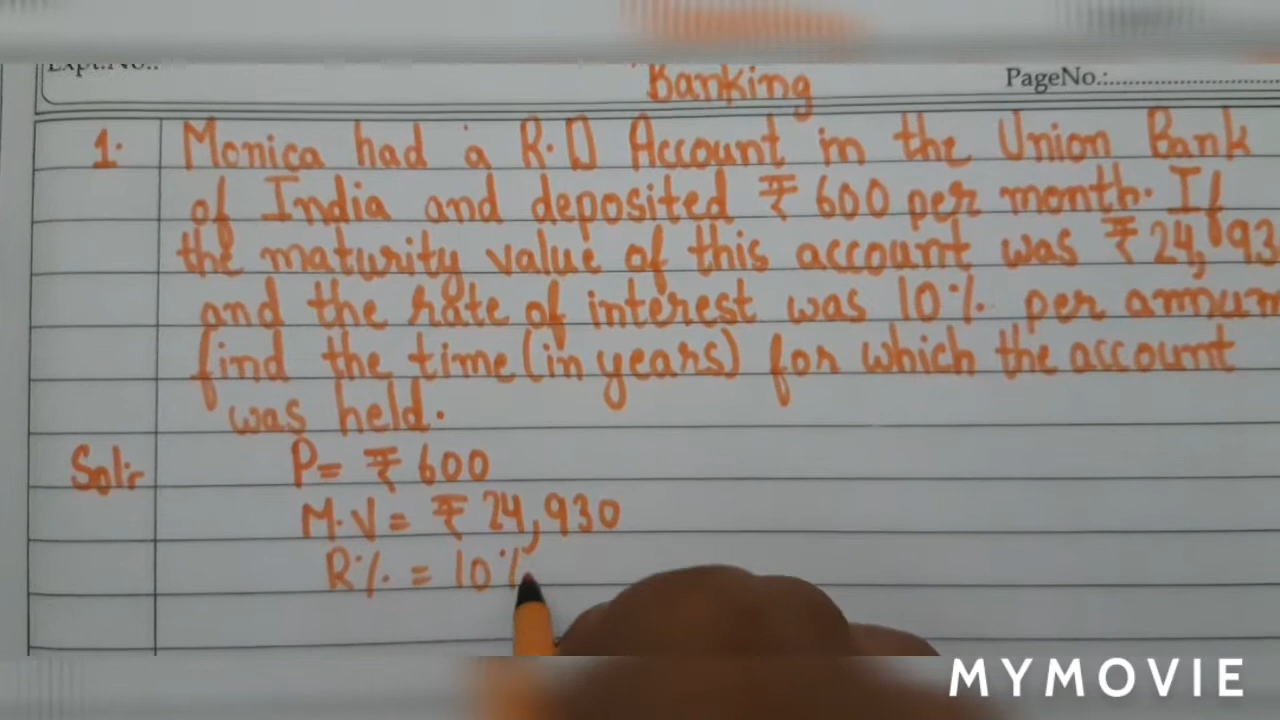 Expt.No.:
Banking
PageNo.:
1. Monica had a R.D Account in the Union Bank
of India and deposited ₹ 600 per month. If
the maturity value of this account was ₹ 24,93
and the rate of interest was 10% per annum
find the time (in years) for which the account
was held.
Sol:- P= ₹ 600
M.V= ₹ 24,930
R% = 10%
MYMOVIE